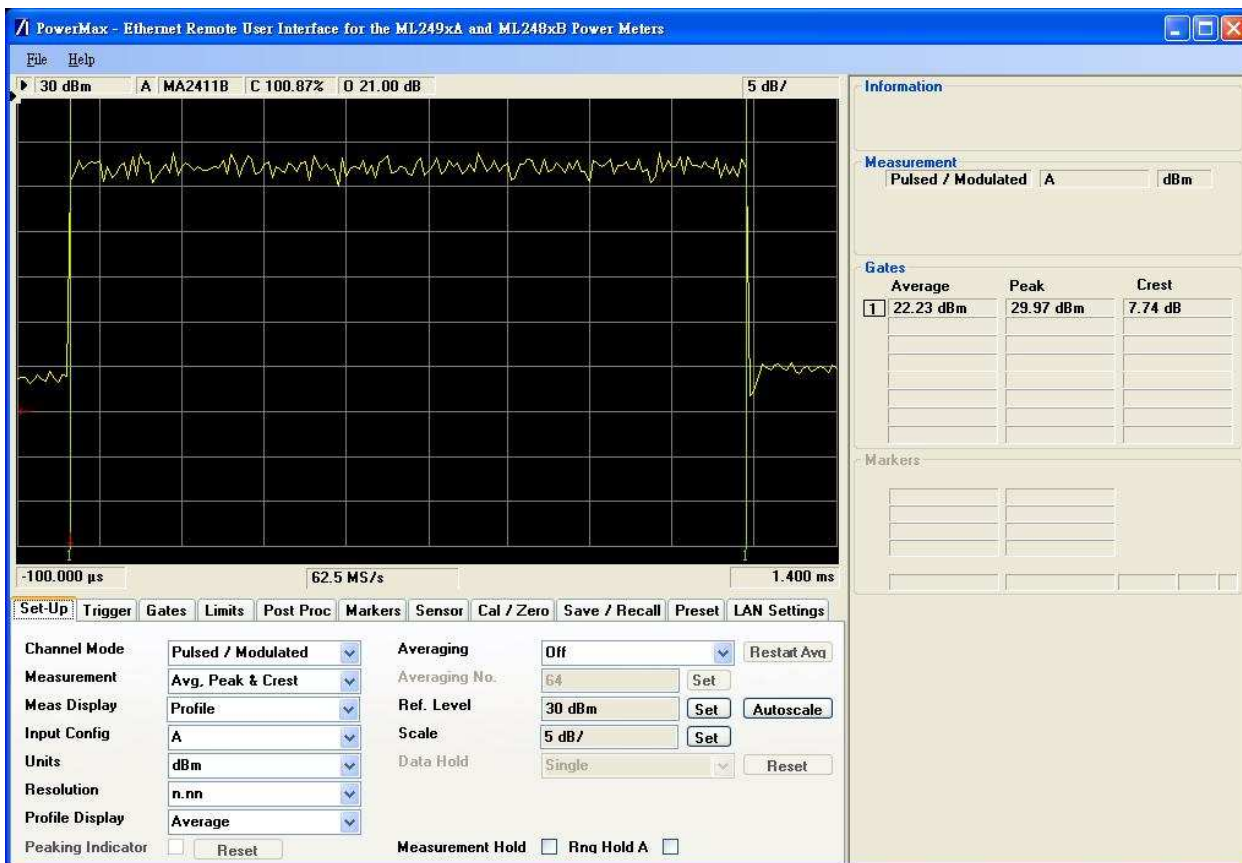 PowerMax - Ethernet Remote User Interface for the ML249xA and ML248xB Power Meters
File Help
30 dBm A MA2411B C 100.87% O 21.00 dB 5 dB/
1 1
-100.000 µs 62.5 MS/s 1.400 ms
Information
Measurement
Pulsed / Modulated A dBm
Gates
Average Peak Crest
1 22.23 dBm 29.97 dBm 7.74 dB
Markers
Set-Up Trigger Gates Limits Post Proc Markers Sensor Cal / Zero Save / Recall Preset LAN Settings
Channel Mode Pulsed / Modulated Averaging Off Restart Avg
Measurement Avg, Peak & Crest Averaging No. 64 Set
Meas Display Profile Ref. Level 30 dBm Set Autoscale
Input Config A Scale 5 dB/ Set
Units dBm Data Hold Single Reset
Resolution n.nn
Profile Display Average
Peaking Indicator Reset Measurement Hold Rng Hold A